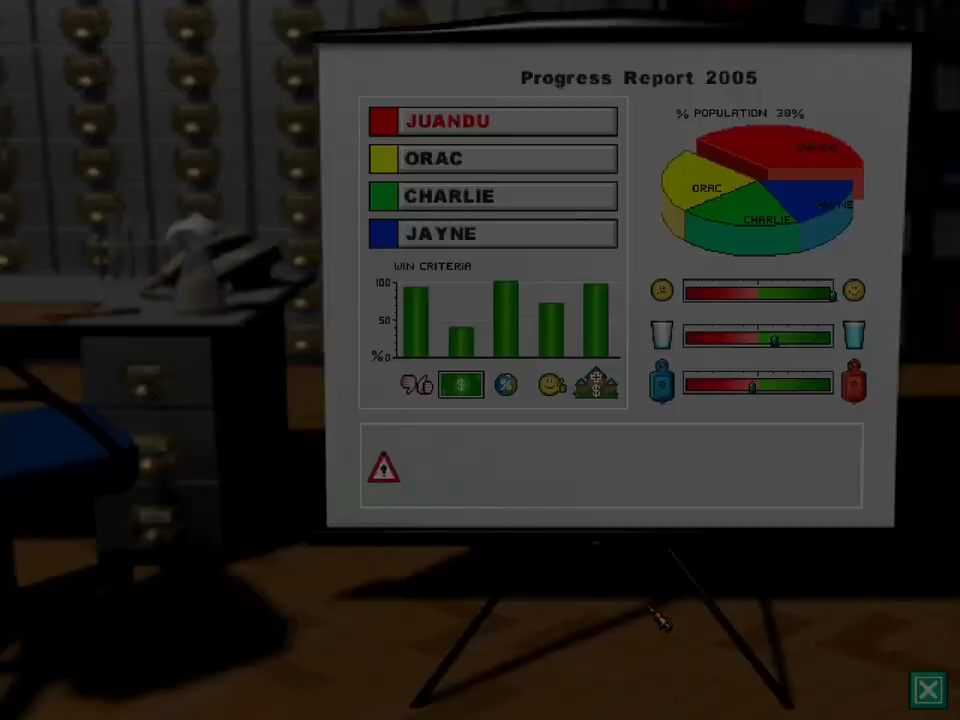 Progress Report 2005
JUANDU
ORAC
CHARLIE
JAYNE
% POPULATION 38%
ORAC
CHARLIE
WIN CRITERIA
100
50
% 0
$
%
$